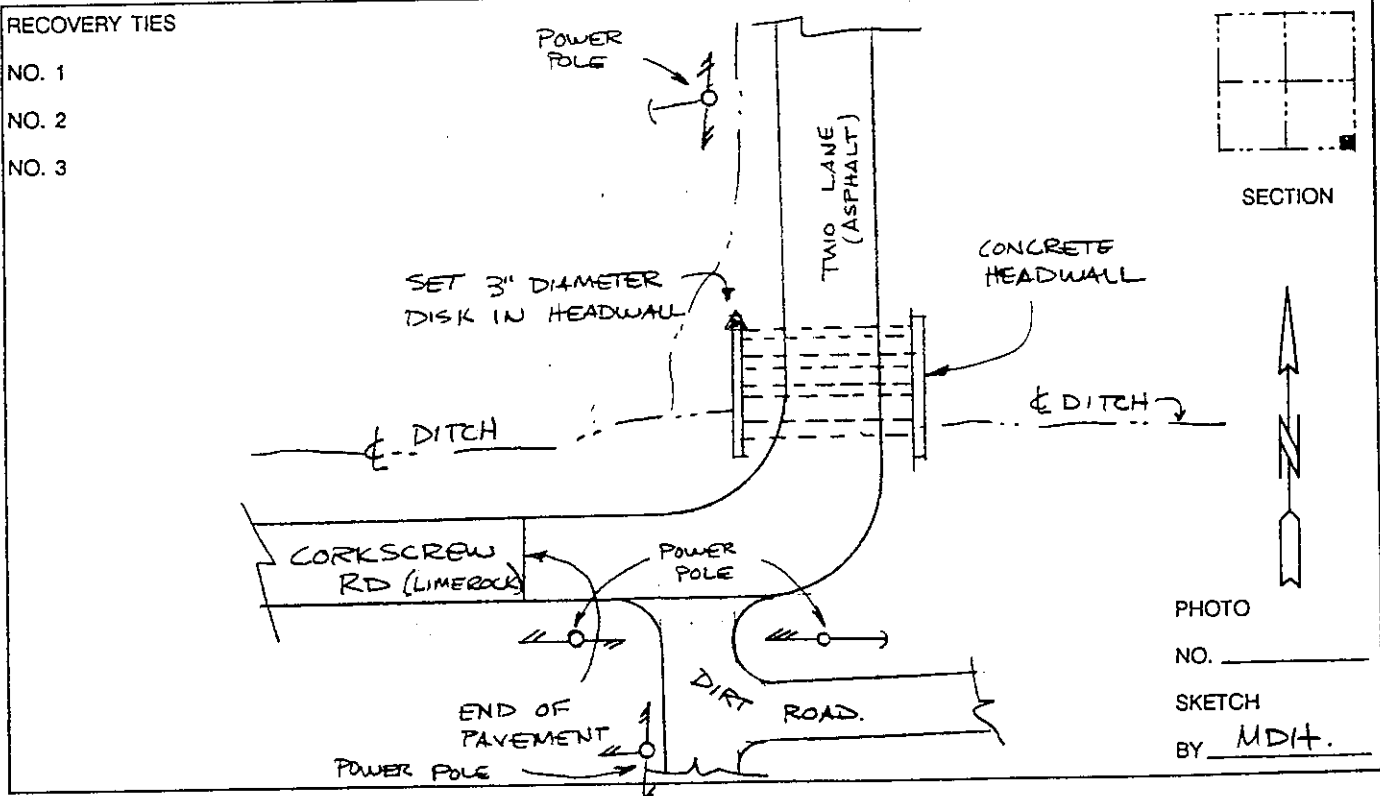 RECOVERY TIES
NO. 1
NO. 2
NO. 3
POWER
POLE
TWO LANE
(ASPHALT)
SECTION
SET 3" DIAMETER
DISK IN HEADWALL
CONCRETE
HEADWALL
℄ DITCH
℄ DITCH
N
CORKSCREW
RD (LIMEROCK)
POWER
POLE
END OF
PAVEMENT
DIRT ROAD.
POWER POLE
PHOTO
NO.
SKETCH
BY MDH.